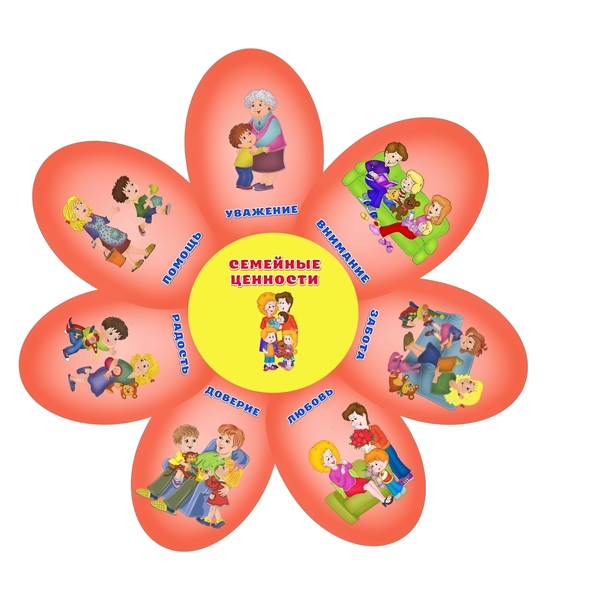 СЕМЕЙНЫЕ
ЦЕННОСТИ
УВАЖЕНИЕ
ВНИМАНИЕ
ЗАБОТА
ЛЮБОВЬ
ДОВЕРИЕ
РАДОСТЬ
ПОМОЩЬ